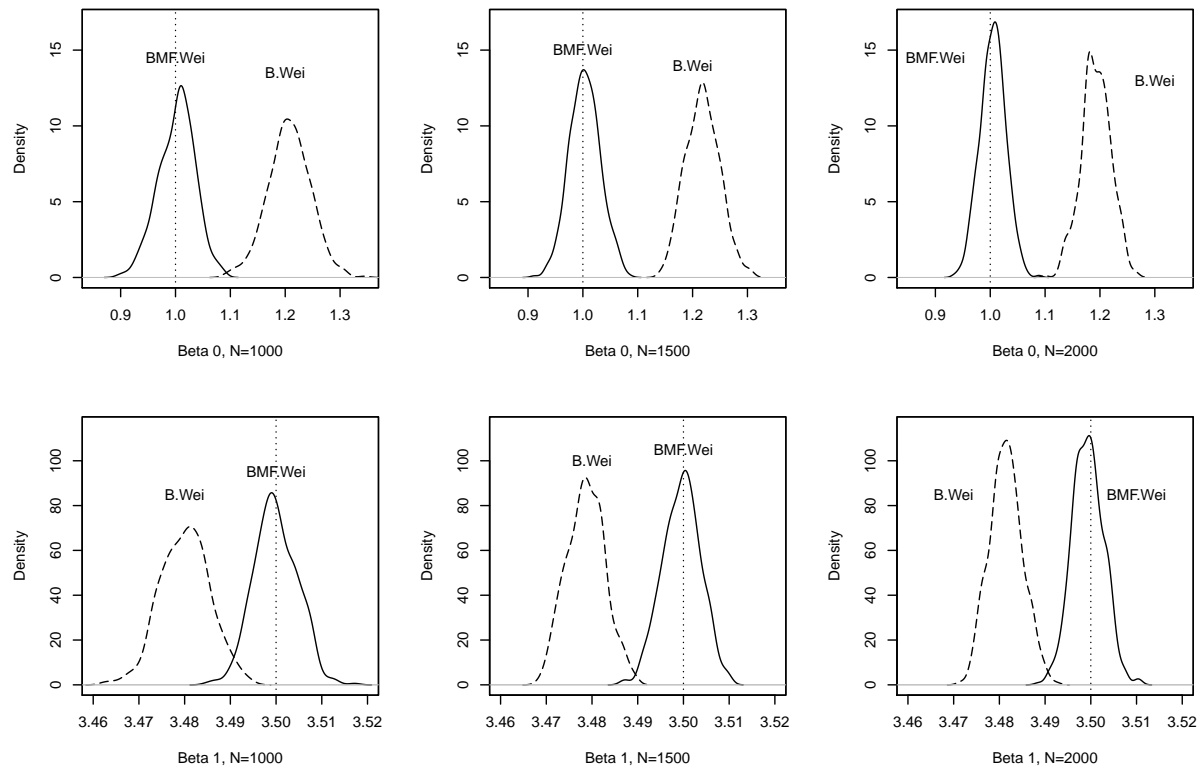 BMF.Wei
B.Wei
Density
0 5 10 15
0.9 1.0 1.1 1.2 1.3
Beta 0, N=1000
BMF.Wei
B.Wei
Density
0 5 10 15
0.9 1.0 1.1 1.2 1.3
Beta 0, N=1500
BMF.Wei
B.Wei
Density
0 5 10 15
0.9 1.0 1.1 1.2 1.3
Beta 0, N=2000
BMF.Wei
B.Wei
Density
0 20 40 60 80 100
3.46 3.47 3.48 3.49 3.50 3.51 3.52
Beta 1, N=1000
BMF.Wei
B.Wei
Density
0 20 40 60 80 100
3.46 3.47 3.48 3.49 3.50 3.51 3.52
Beta 1, N=1500
B.Wei
BMF.Wei
Density
0 20 40 60 80 100
3.46 3.47 3.48 3.49 3.50 3.51 3.52
Beta 1, N=2000